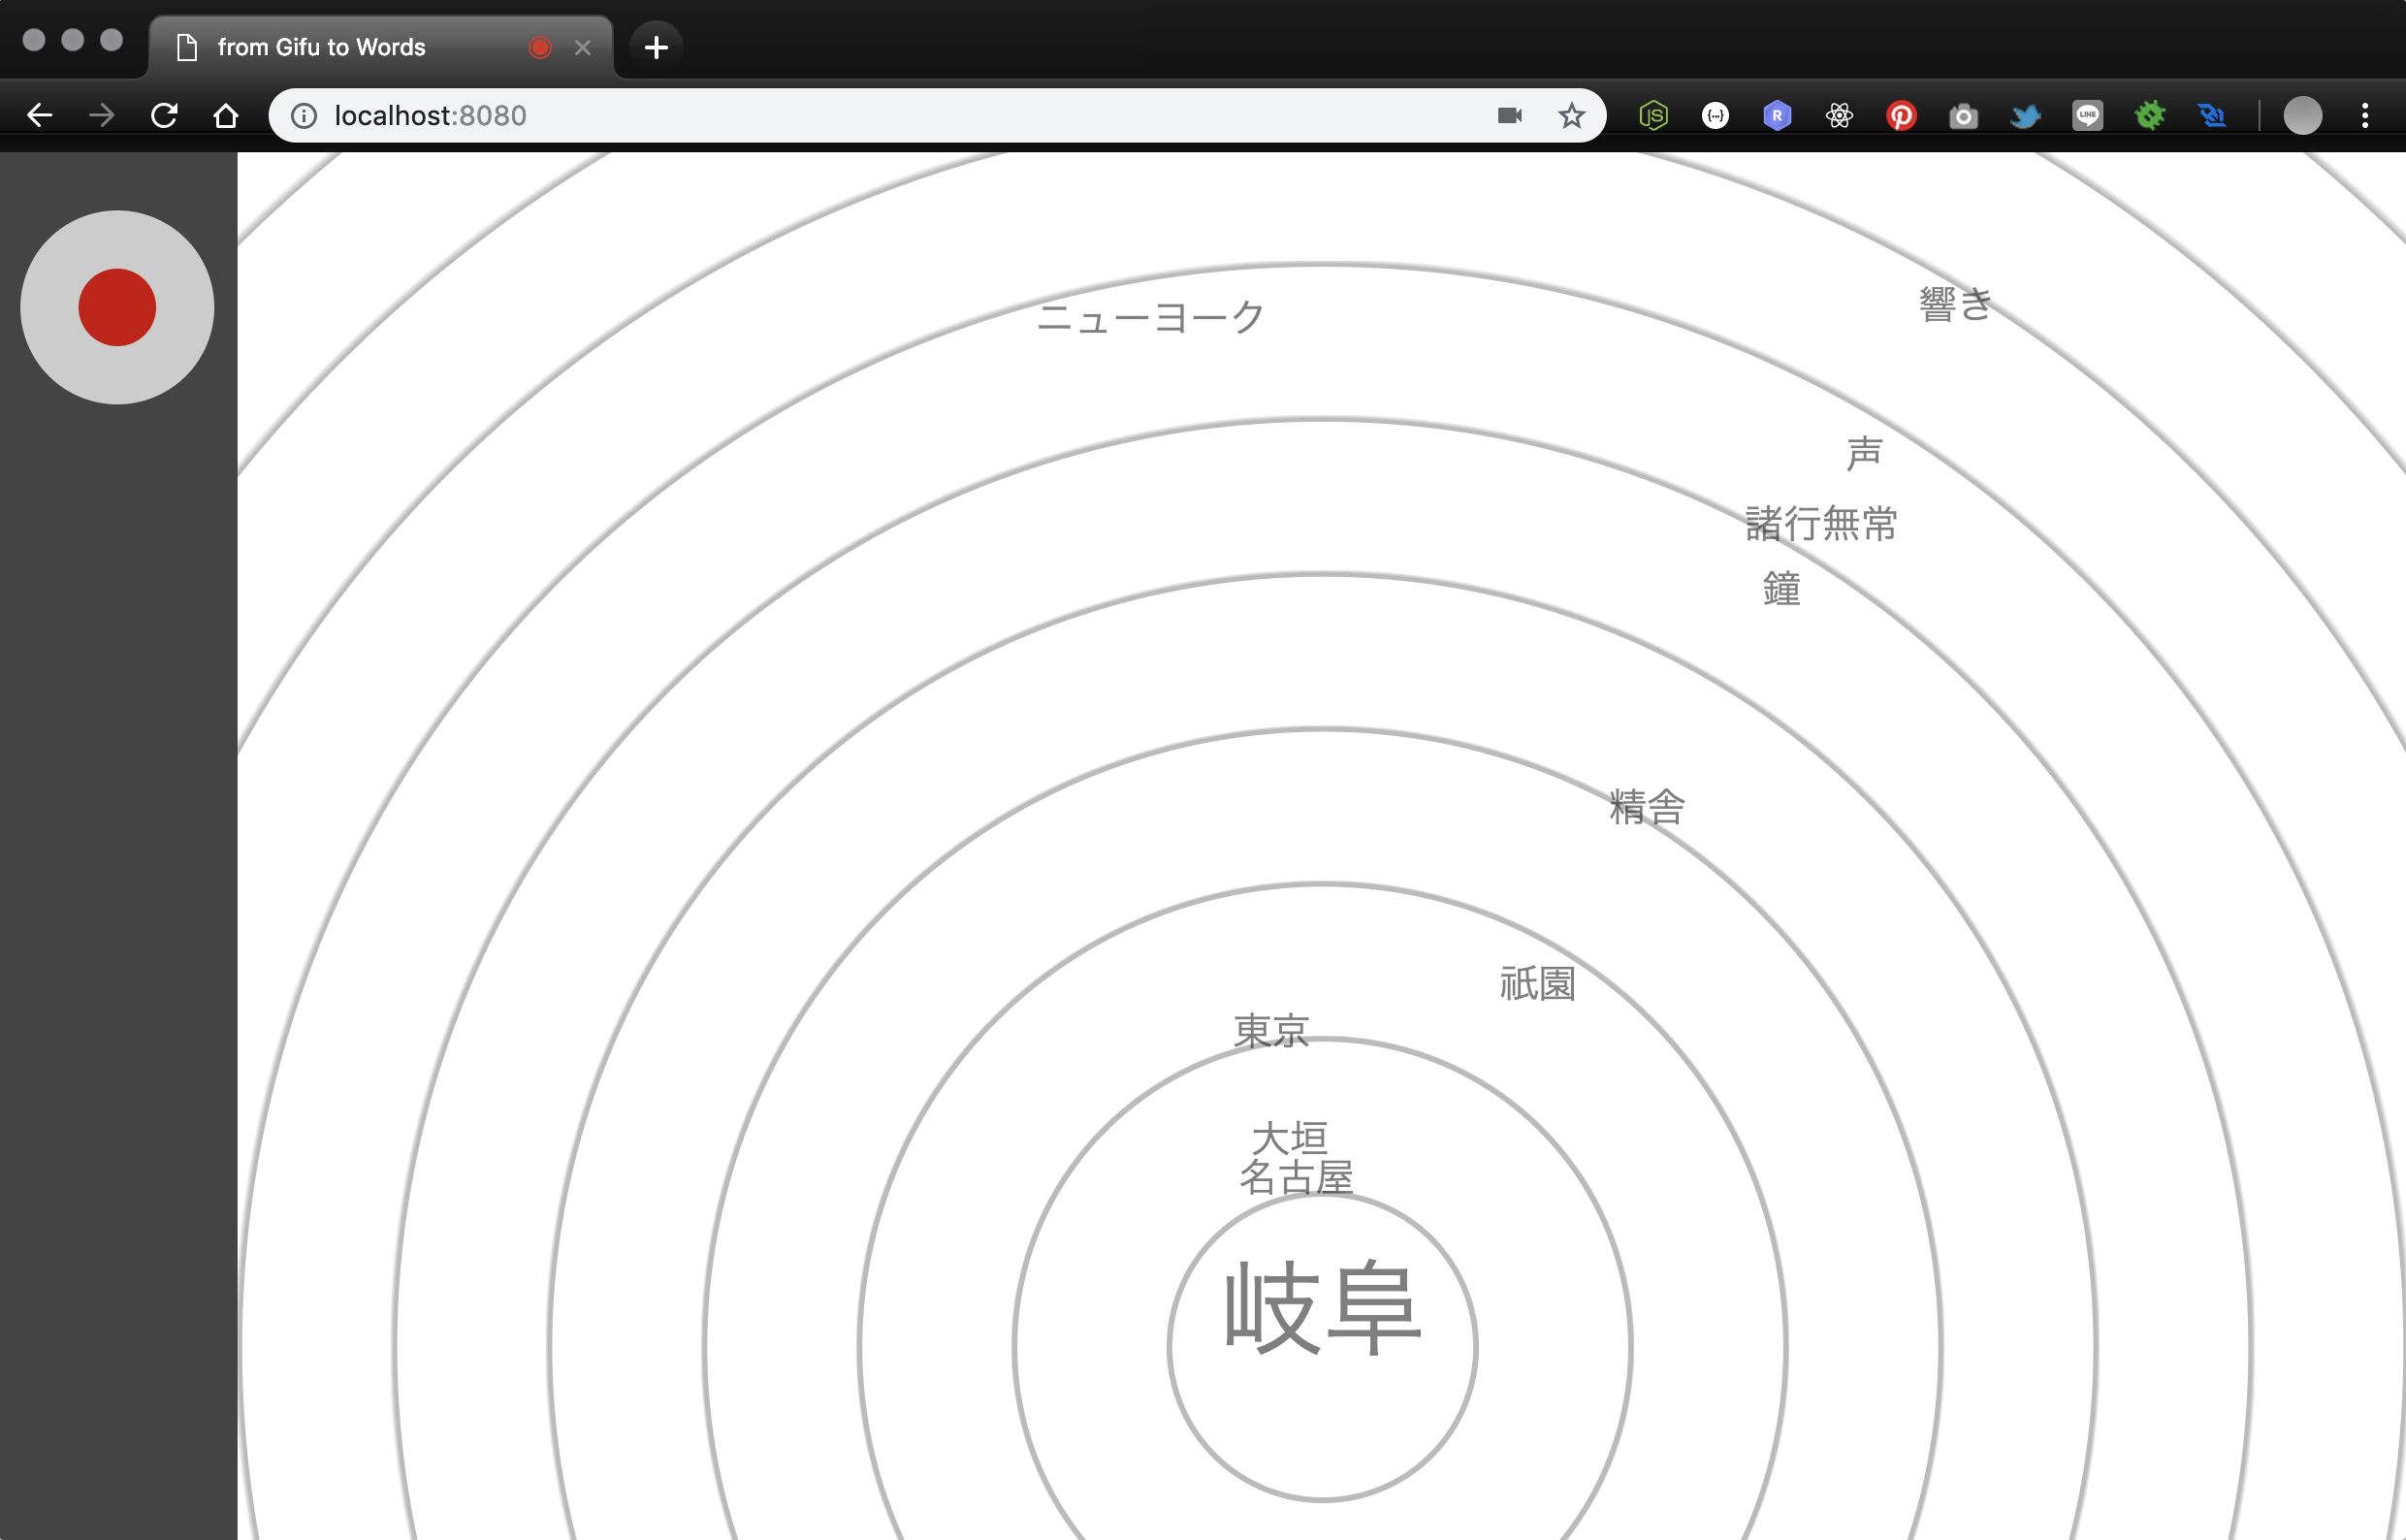 from Gifu to Words
localhost:8080
ニューヨーク
響き
声
諸行無常
鐘
精舎
祇園
東京
大垣
名古屋
岐阜